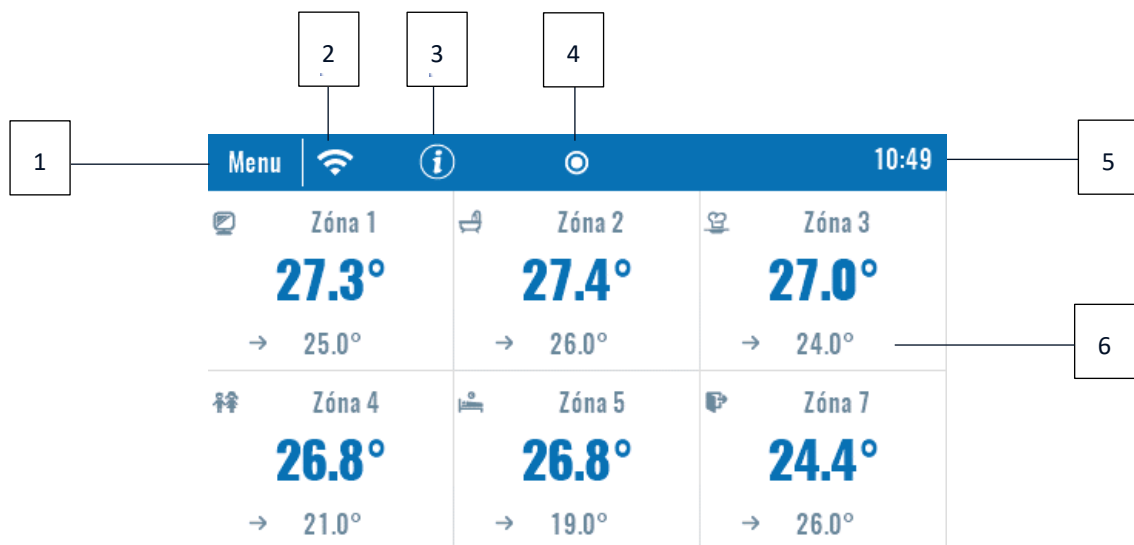 2 3 4
1 Menu 10:49 5
Zóna 1 Zóna 2 Zóna 3
27.3° 27.4° 27.0°
→ 25.0° → 26.0° → 24.0° 6
Zóna 4 Zóna 5 Zóna 7
26.8° 26.8° 24.4°
→ 21.0° → 19.0° → 26.0°